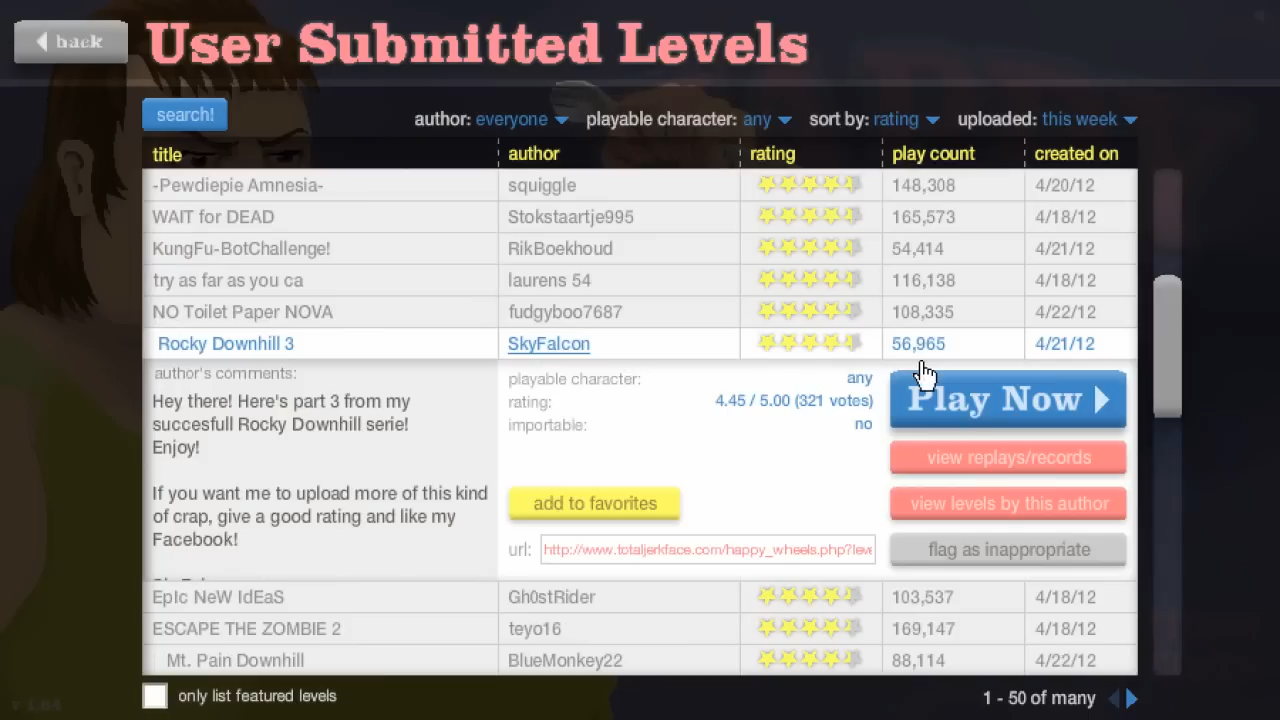 back
User Submitted Levels
search!
author: everyone playable character: any sort by: rating uploaded: this week
title author rating play count created on
-Pewdiepie Amnesia- squiggle 148,308 4/20/12
WAIT for DEAD Stokstaartje995 165,573 4/18/12
KungFu-BotChallenge! RikBoekhoud 54,414 4/21/12
try as far as you ca laurens 54 116,138 4/18/12
NO Toilet Paper NOVA fudgyboo7687 108,335 4/22/12
Rocky Downhill 3 SkyFalcon 56,965 4/21/12
author's comments:
Hey there! Here's part 3 from my
succesfull Rocky Downhill serie!
Enjoy!
If you want me to upload more of this kind
of crap, give a good rating and like my
Facebook!
playable character: any
rating: 4.45 / 5.00 (321 votes)
importable: no
add to favorites
url: http://www.totaljerkface.com/happy_wheels.php?leve
Play Now
view replays/records
view levels by this author
flag as inappropriate
EpIc NeW IdEaS Gh0stRider 103,537 4/18/12
ESCAPE THE ZOMBIE 2 teyo16 169,147 4/18/12
Mt. Pain Downhill BlueMonkey22 88,114 4/22/12
only list featured levels
1 - 50 of many